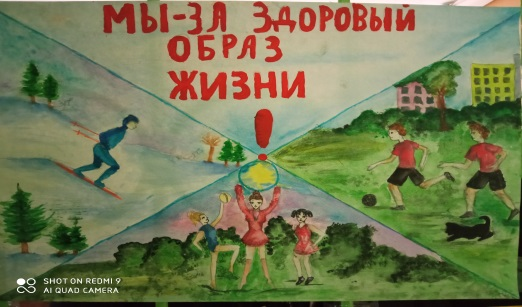 МЫ-ЗА ЗДОРОВЫЙ
ОБРАЗ
ЖИЗНИ
!
SHOT ON REDMI 9
AI QUAD CAMERA